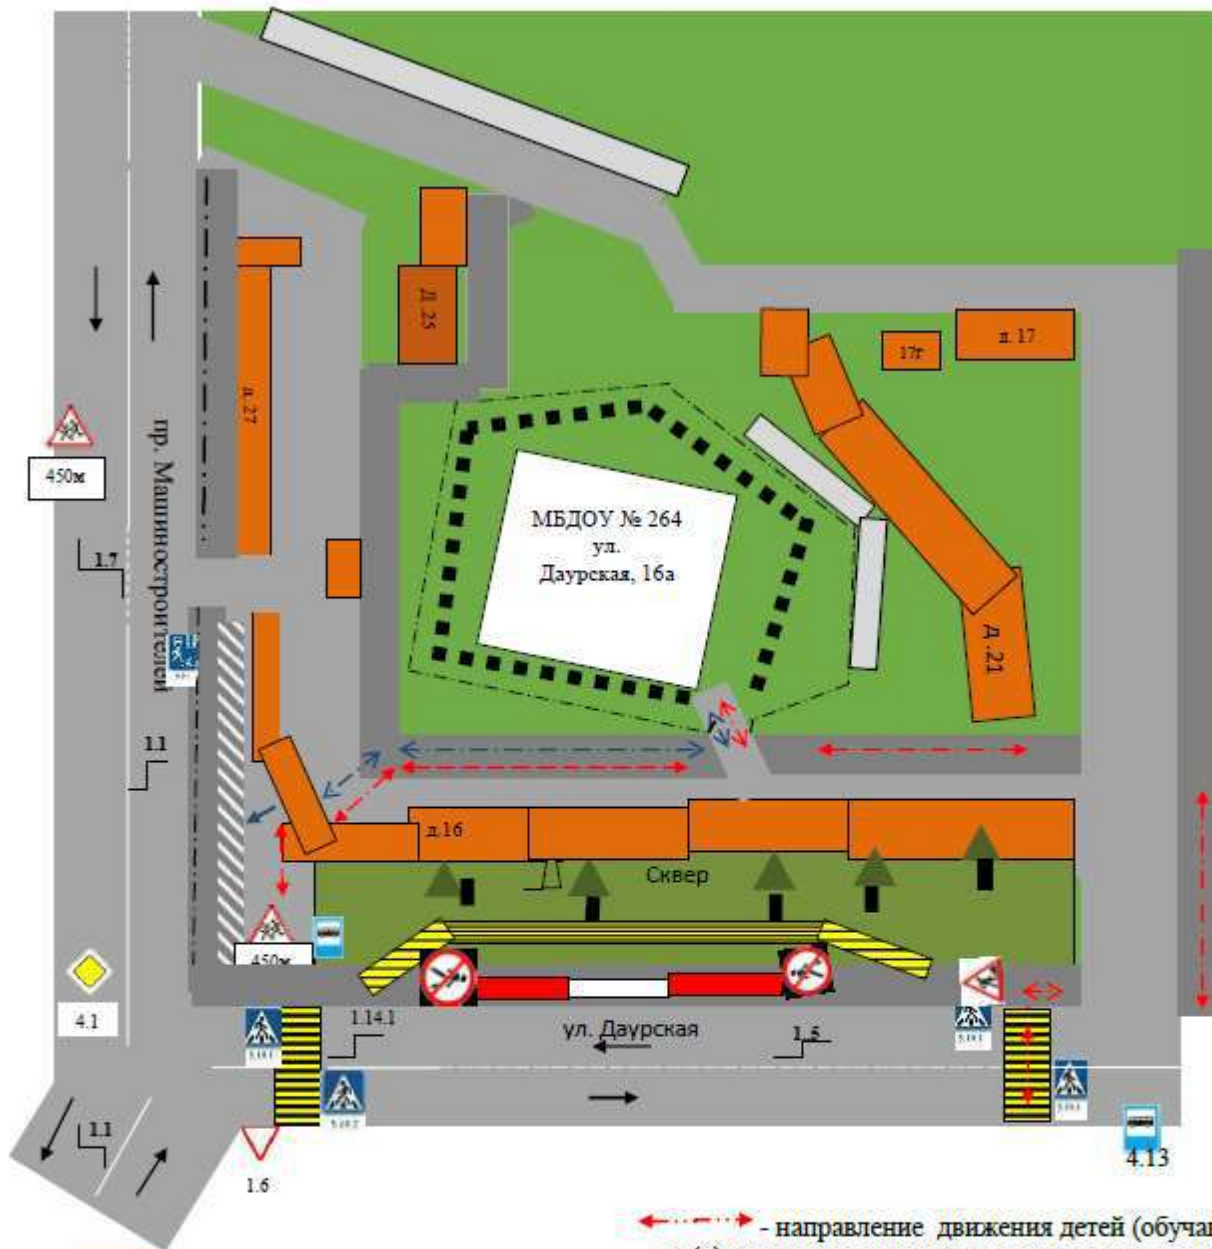 Д.25
17г
д. 17
д. 27
450м
пр. Машиностроителей
МБДОУ № 264
ул.
Даурская, 16а
1.7
Д .21
1.1
д.16
Сквер
450м
4.1
1.14.1
ул. Даурская
1.5
1.1
1.6
4.13
- направление движения детей (обучаю